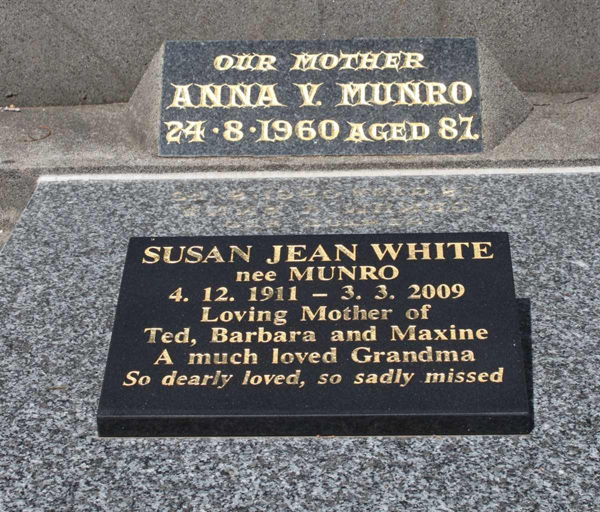 OUR MOTHER
ANNA V. MUNRO
24·8·1960 AGED 87.
SUSAN JEAN WHITE
nee MUNRO
4. 12. 1911 – 3. 3. 2009
Loving Mother of
Ted, Barbara and Maxine
A much loved Grandma
So dearly loved, so sadly missed